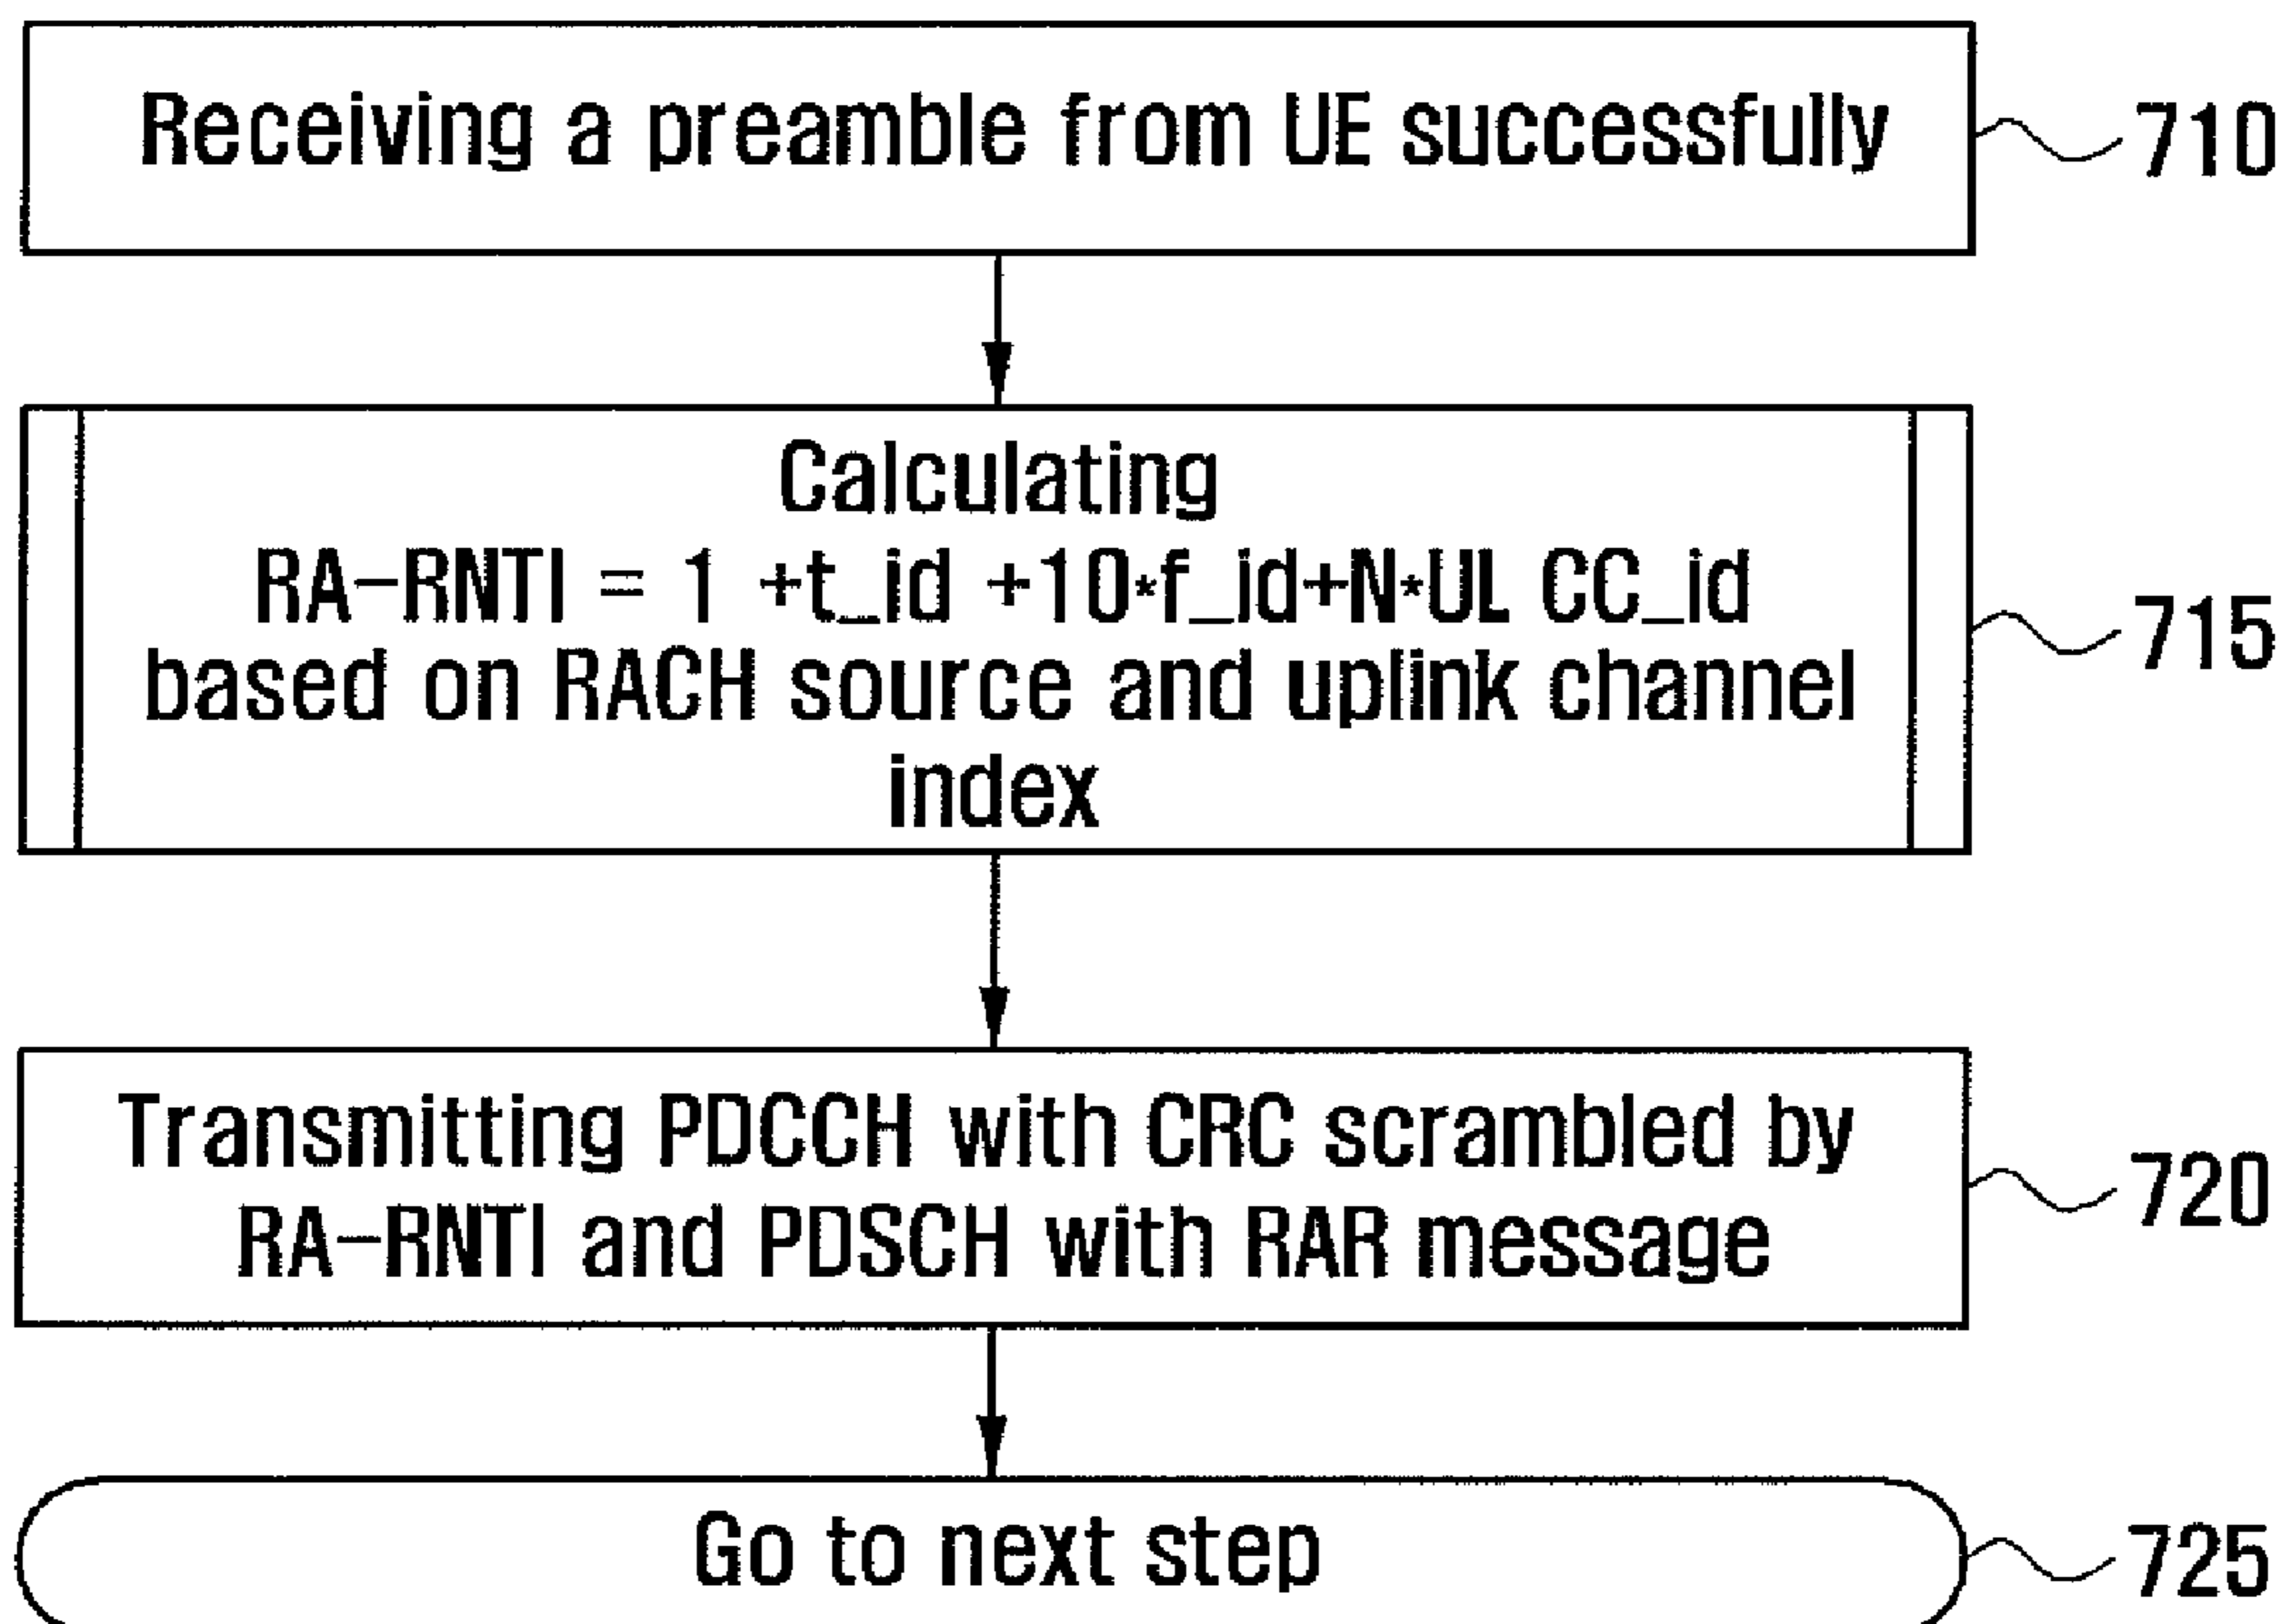 Receiving a preamble from UE successfully
710
Calculating
RA-RNTI = 1 +t_id +10*f_id+N*UL CC_id
based on RACH source and uplink channel
index
715
Transmitting PDCCH with CRC scrambled by
RA-RNTI and PDSCH with RAR message
720
Go to next step
725